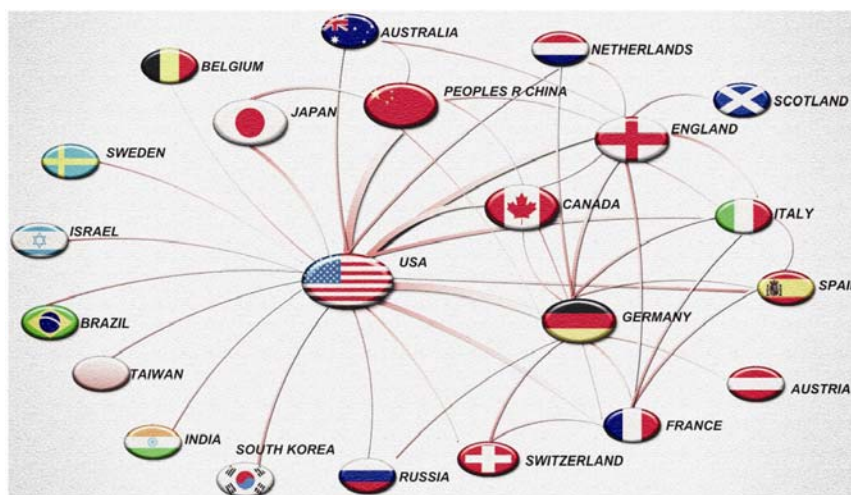 AUSTRALIA
NETHERLANDS
BELGIUM
PEOPLES R CHINA
JAPAN
SCOTLAND
ENGLAND
SWEDEN
CANADA
ITALY
ISRAEL
USA
SPAI
GERMANY
BRAZIL
TAIWAN
AUSTRIA
FRANCE
INDIA
SOUTH KOREA
RUSSIA
SWITZERLAND